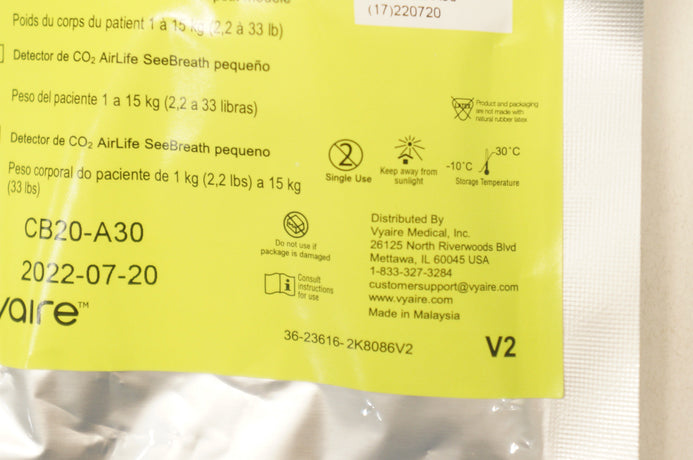 (17)220720
Poids du corps du patient 1 à 15 kg (2,2 à 33 lb)
Detector de CO₂ AirLife SeeBreath pequeño
Peso del paciente 1 a 15 kg (2,2 a 33 libras)
Detector de CO₂ AirLife SeeBreath pequeno
Peso corporal do paciente de 1 kg (2,2 lbs) a 15 kg
(33 lbs)
LATEX
Product and packaging
are not made with
natural rubber latex
2
Single Use
Keep away from
sunlight
-10°C
30°C
Storage Temperature
CB20-A30
2022-07-20
vyaire™
Do not use if
package is damaged
Consult
instructions
for use
Distributed By
Vyaire Medical, Inc.
26125 North Riverwoods Blvd
Mettawa, IL 60045 USA
1-833-327-3284
customersupport@vyaire.com
www.vyaire.com
Made in Malaysia
36-23616-2K8086V2
V2